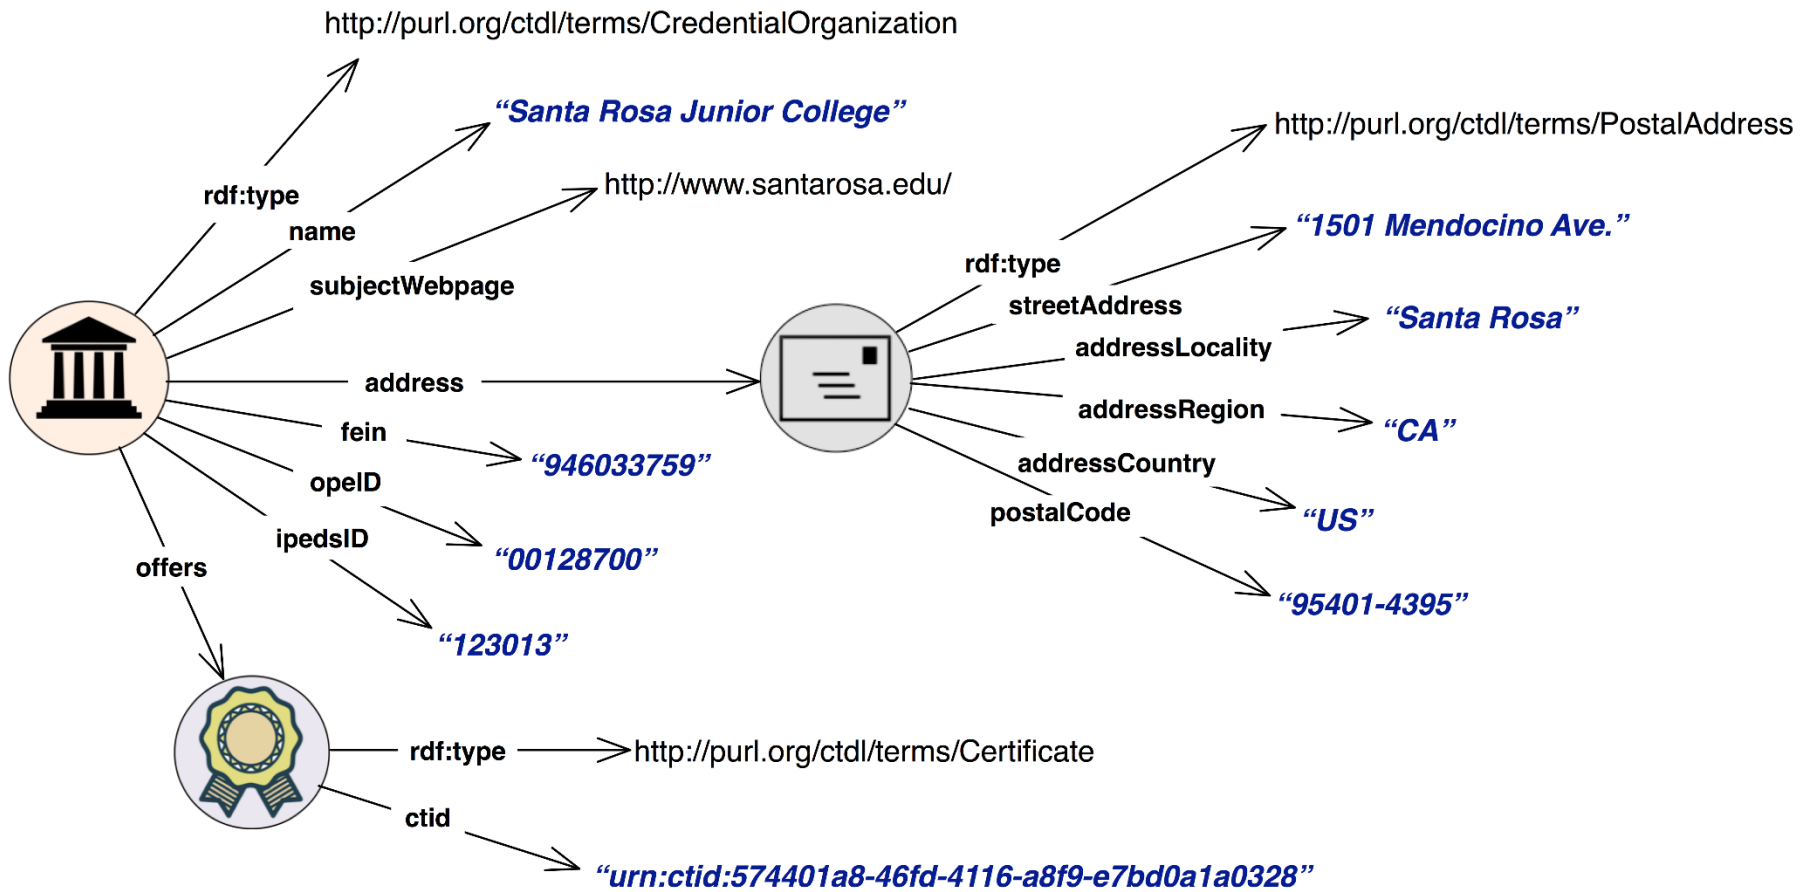 http://purl.org/ctdl/terms/CredentialOrganization
“Santa Rosa Junior College”
http://purl.org/ctdl/terms/PostalAddress
rdf:type
http://www.santarosa.edu/
name
“1501 Mendocino Ave.”
rdf:type
subjectWebpage
streetAddress
“Santa Rosa”
addressLocality
address
addressRegion
“CA”
fein
“946033759”
addressCountry
opeID
postalCode
“US”
ipedsID
“00128700”
offers
“95401-4395”
“123013”
rdf:type
http://purl.org/ctdl/terms/Certificate
ctid
“urn:ctid:574401a8-46fd-4116-a8f9-e7bd0a1a0328”